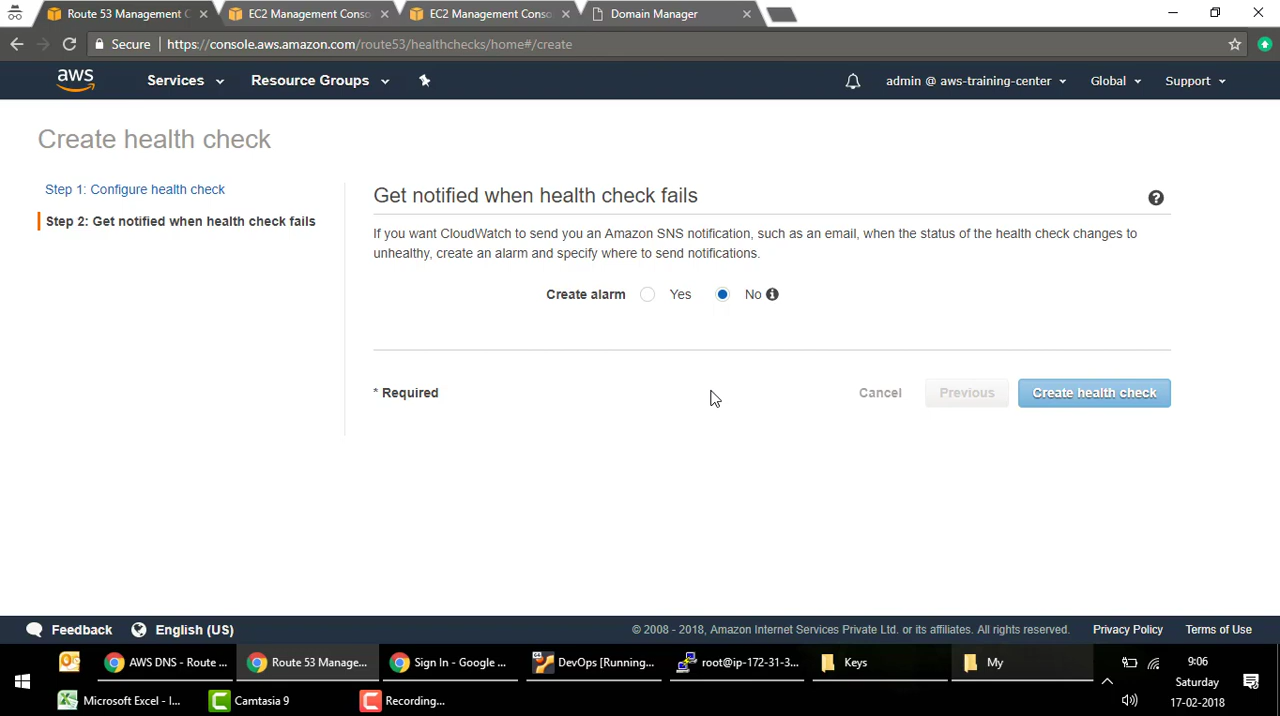 Route 53 Management C
EC2 Management Conso
EC2 Management Conso
Domain Manager
Secure
https://console.aws.amazon.com/route53/healthchecks/home#/create
aws
Services
Resource Groups
admin @ aws-training-center
Global
Support
Create health check
Step 1: Configure health check
Step 2: Get notified when health check fails
Get notified when health check fails
If you want CloudWatch to send you an Amazon SNS notification, such as an email, when the status of the health check changes to
unhealthy, create an alarm and specify where to send notifications.
Create alarm Yes No
* Required
Cancel
Previous
Create health check
Feedback
English (US)
© 2008 - 2018, Amazon Internet Services Private Ltd. or its affiliates. All rights reserved.
Privacy Policy
Terms of Use
AWS DNS - Route ...
Route 53 Manage...
Sign In - Google ...
DevOps [Running...
root@ip-172-31-3...
Keys
My
9:06
Saturday
17-02-2018
Microsoft Excel - I...
Camtasia 9
Recording...